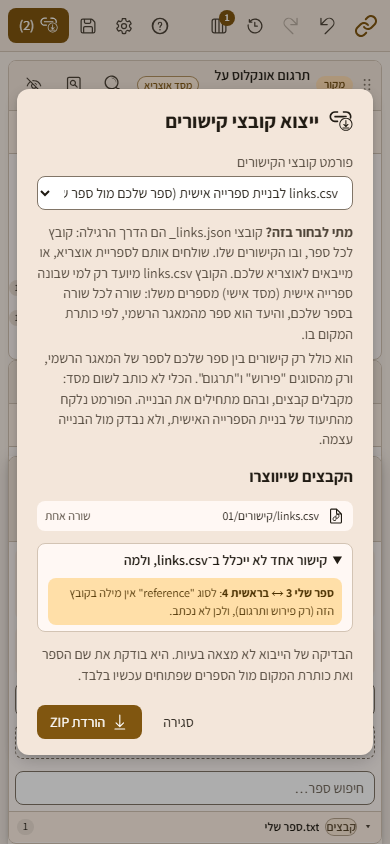 (2)
1
תרגום אונקלוס על
מקור
מסד אוצריא
ייצוא קובצי קישורים
פורמט קובצי הקישורים
links.csv לבניית ספרייה אישית (ספר שלכם מול ספר ע
מתי לבחור בזה? קובצי links.json_ הם הדרך הרגילה: קובץ
לכל ספר, ובו הקישורים שלו. שולחים אותם לספריית אוצריא, או
מייבאים לאוצריא שלכם. הקובץ links.csv מיועד רק למי שבונה
ספרייה אישית (מסד אישי) מספרים משלו: שורה לכל שורה
בספר שלכם, והיעד הוא ספר מהמאגר הרשמי, לפי כותרת
המקום בו.
הוא כולל רק קישורים בין ספר שלכם לספר של המאגר הרשמי,
ורק מהסוגים "פירוש" ו"תרגום". הכלי לא כותב לשום מסד:
מקבלים קבצים, ובהם מתחילים את הבנייה. הפורמט נלקח
מהתיעוד של בניית הספרייה האישית, ולא נבדק מול הבנייה
עצמה.
הקבצים שייווצרו
01/קישורים/links.csv
שורה אחת
▼ קישור אחד לא ייכלל ב־links.csv, ולמה
ספר שלי 3 ↔ בראשית 4: לסוג "reference" אין מילה בקובץ
הזה (רק פירוש ותרגום), ולכן לא נכתב.
הבדיקה של הייבוא לא מצאה בעיות. היא בודקת את שם הספר
ואת כותרת המקום מול הספרים שפתוחים עכשיו בלבד.
סגירה
הורדת ZIP
חיפוש ספר...
קבצים
ספר שלי.txt
1